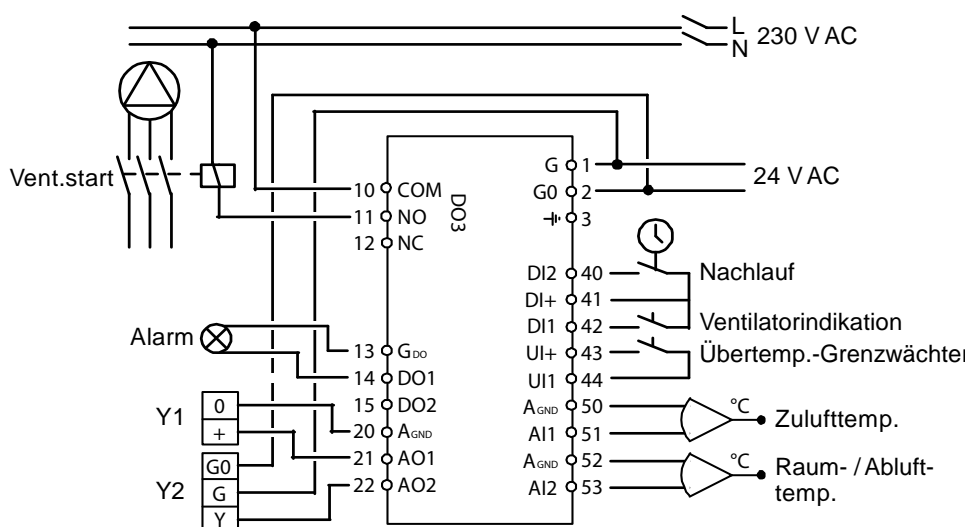 L
N 230 V AC
Vent.start
24 V AC
G 1
G0 2
3
10 COM
11 NO
12 NC
DO3
DI2 40 Nachlauf
DI+ 41
DI1 42 Ventilatorindikation
UI+ 43 Übertemp.-Grenzwächter
UI1 44
Alarm
13 GDO
14 DO1
15 DO2
20 AGND
21 AO1
22 AO2
Y1
0
+
Y2
G0
G
Y
AGND 50
AI1 51
°C
Zulufttemp.
AGND 52
AI2 53
°C
Raum- / Abluft-
temp.